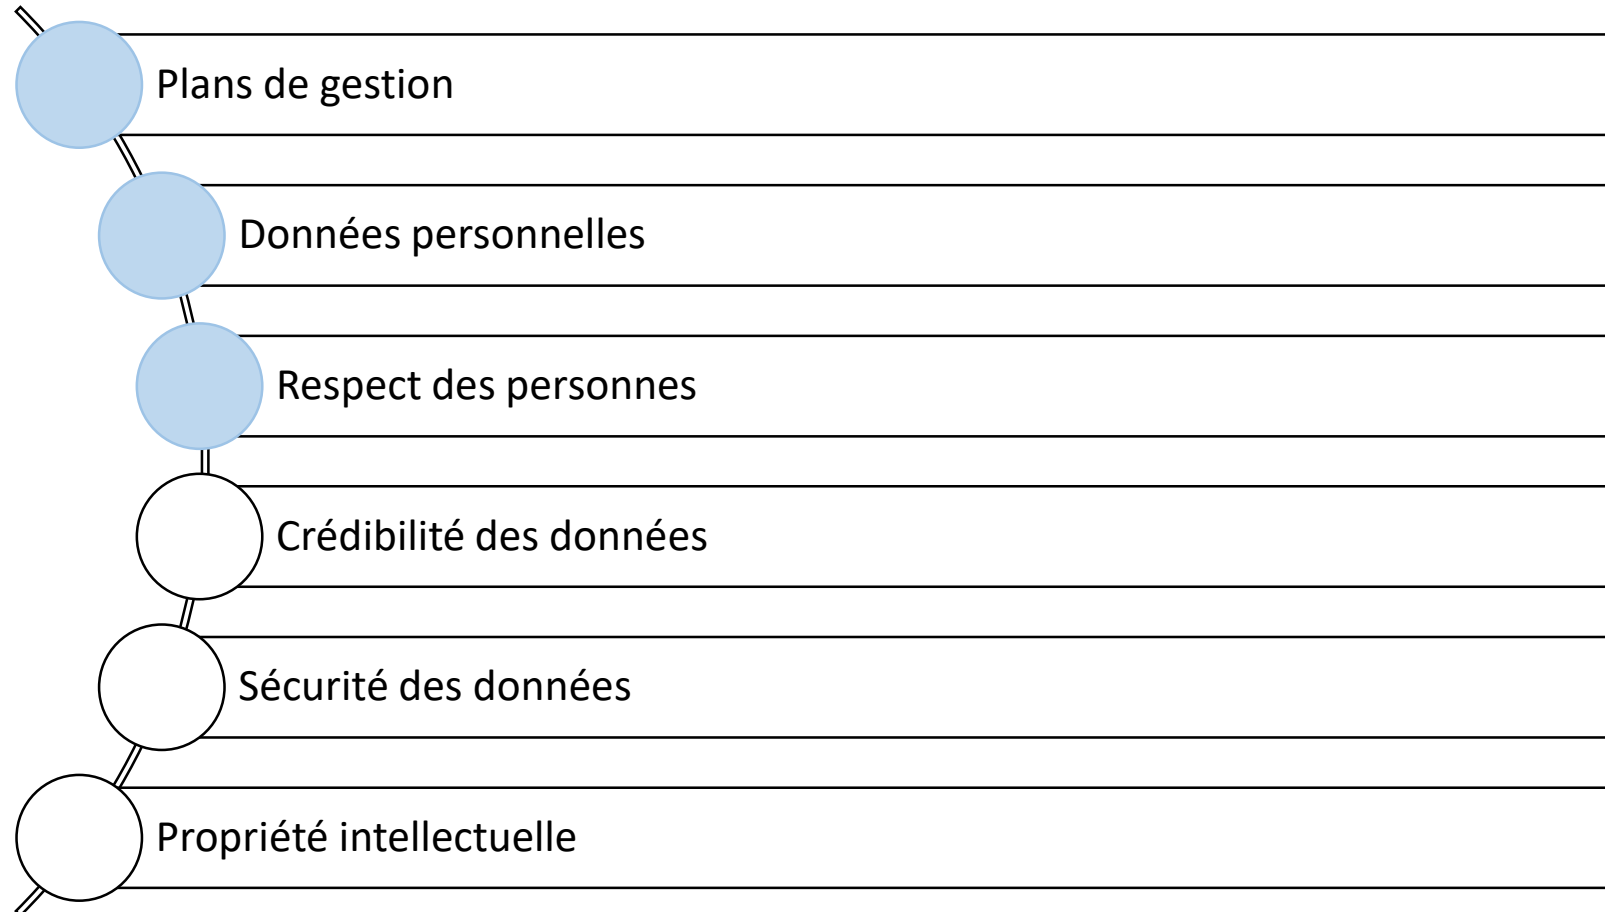 Plans de gestion
Données personnelles
Respect des personnes
Crédibilité des données
Sécurité des données
Propriété intellectuelle